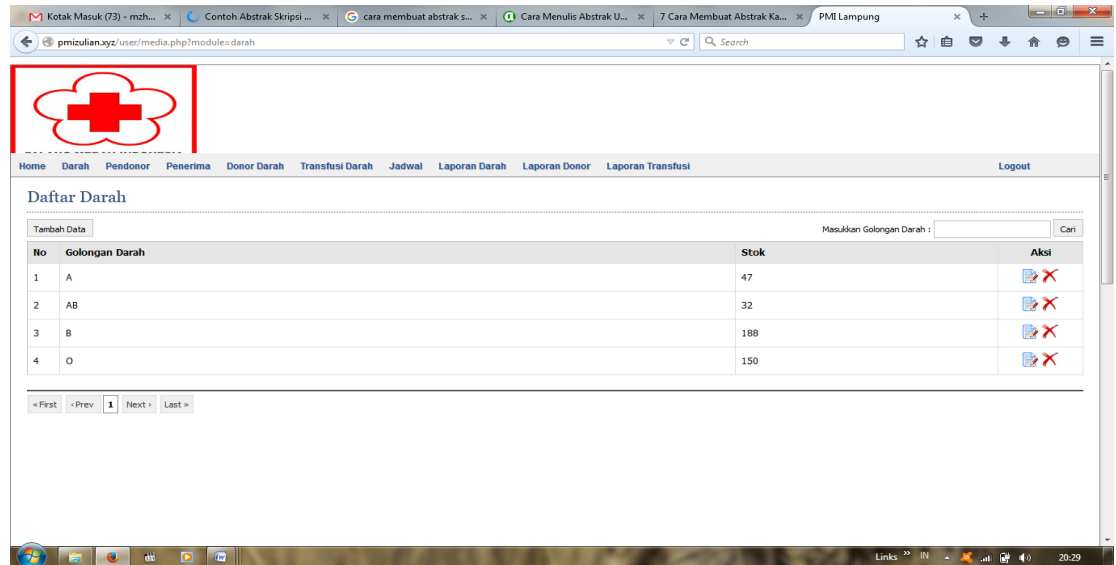 Kotak Masuk (73) - mzh... Contoh Abstrak Skripsi ... cara membuat abstrak s... Cara Menulis Abstrak U... 7 Cara Membuat Abstrak Ka... PMI Lampung
pmizulian.xyz/user/media.php?module=darah Search
Home Darah Pendonor Penerima Donor Darah Transfusi Darah Jadwal Laporan Darah Laporan Donor Laporan Transfusi Logout
Daftar Darah
Tambah Data Masukkan Golongan Darah : Cari
No Golongan Darah Stok Aksi
1 A 47
2 AB 32
3 B 188
4 O 150
« First ‹ Prev 1 Next › Last »
Links » IN 20:29